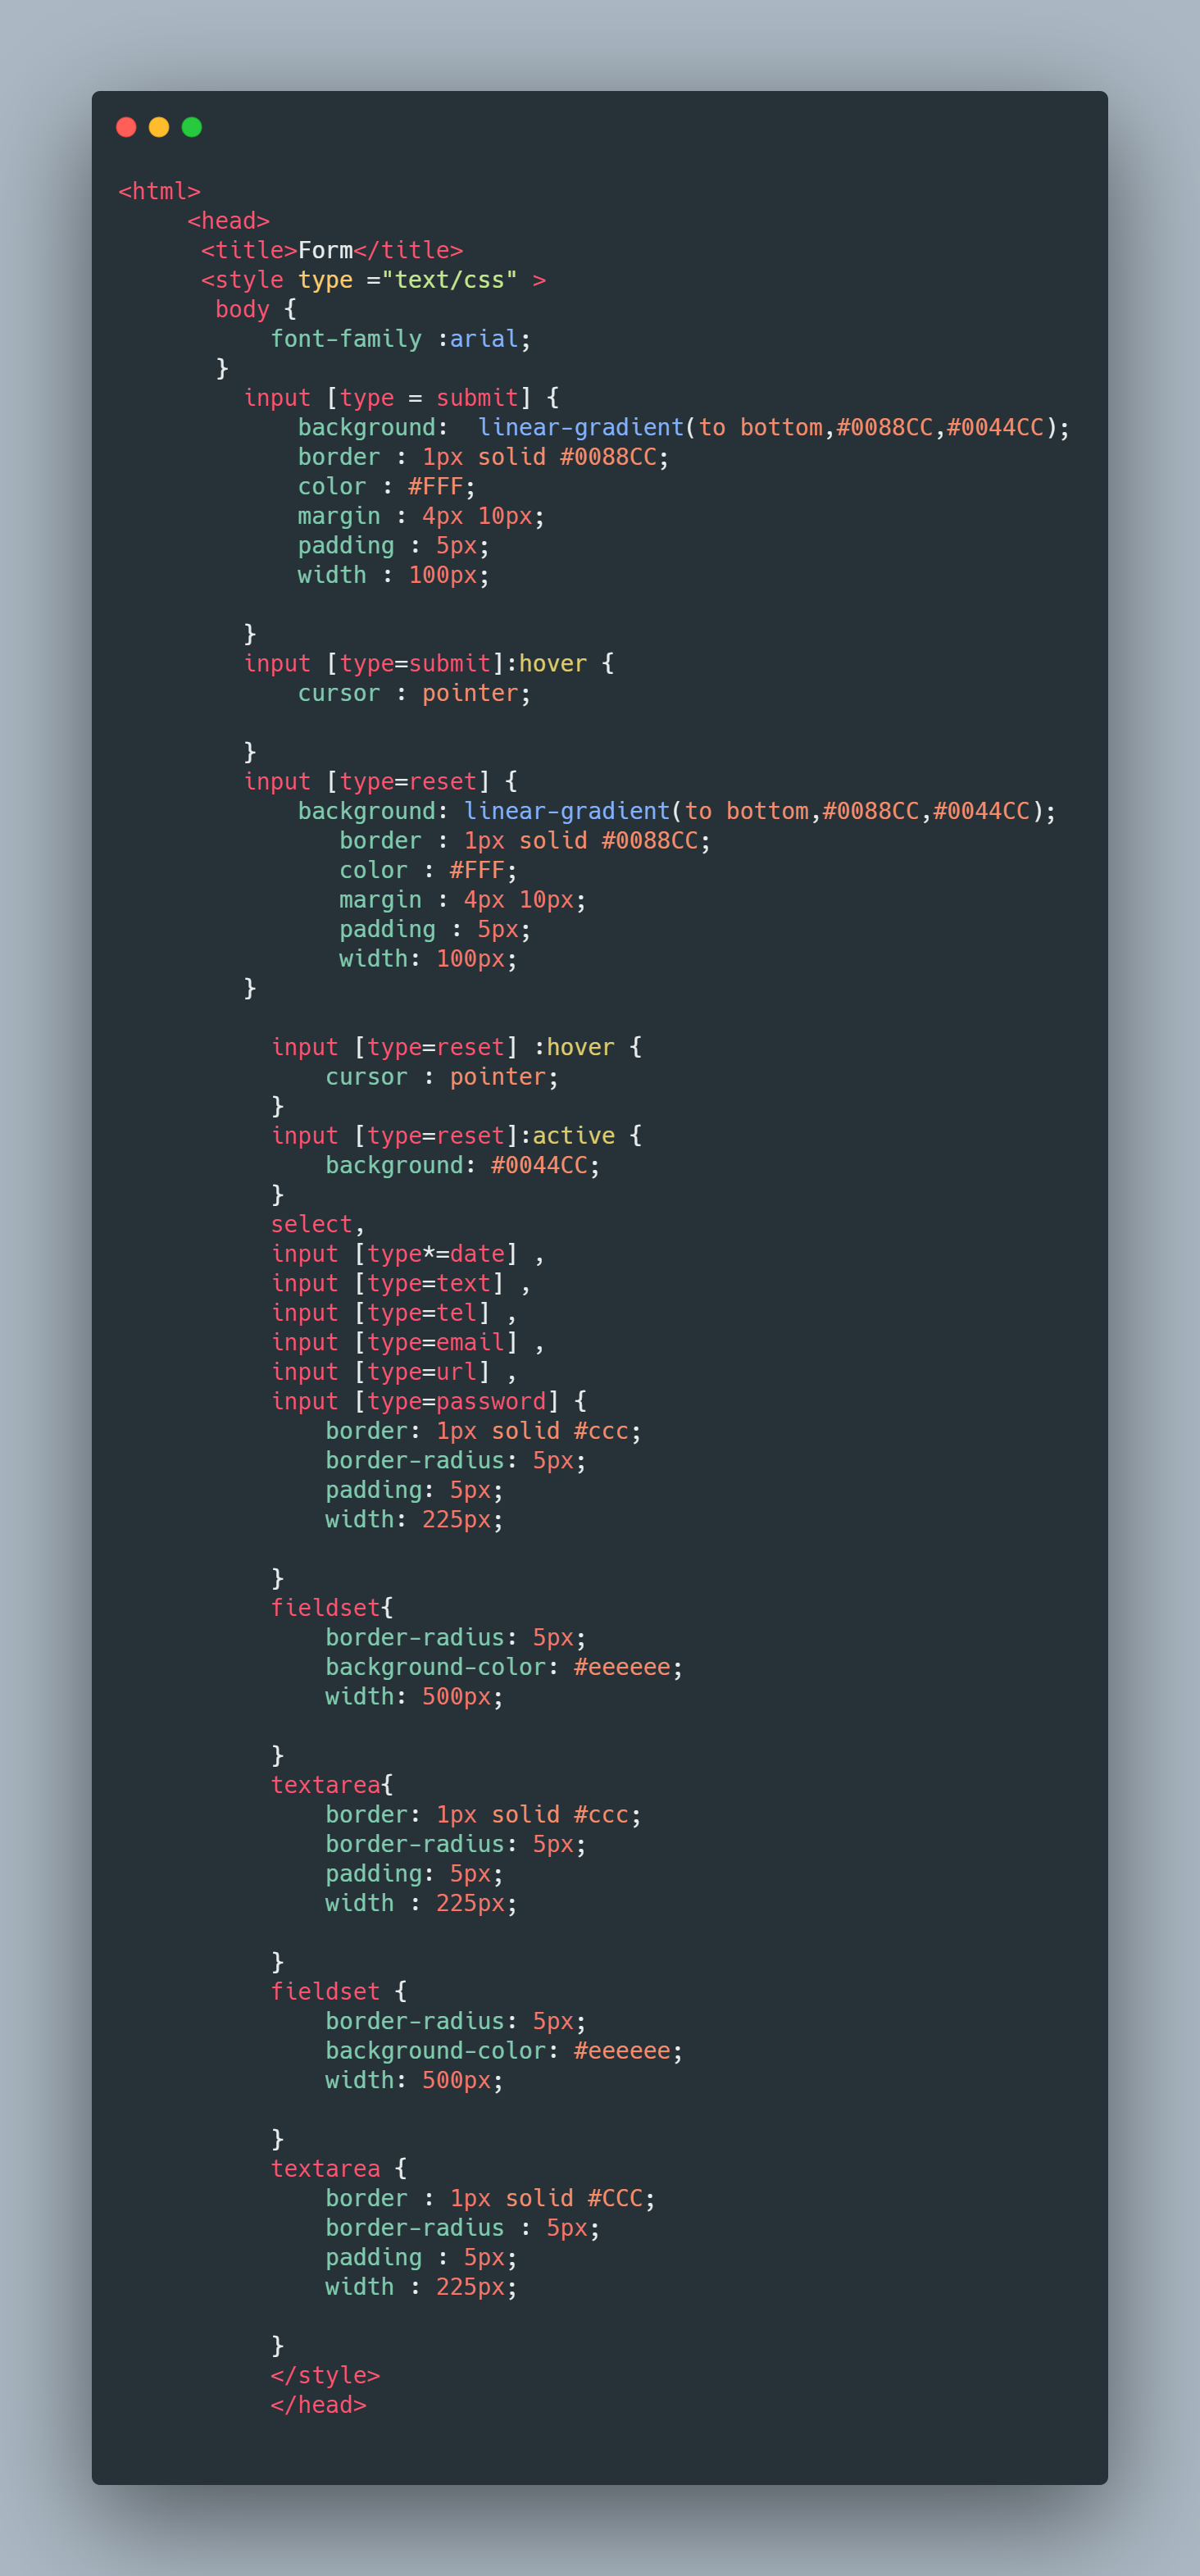 <html>
     <head>
      <title>Form</title>
      <style type ="text/css" >
       body {
           font-family :arial;
       }
         input [type = submit] {
             background:  linear-gradient(to bottom,#0088CC,#0044CC);
             border : 1px solid #0088CC;
             color : #FFF;
             margin : 4px 10px;
             padding : 5px;
             width : 100px;

         }
         input [type=submit]:hover {
             cursor : pointer;

         }
         input [type=reset] {
             background: linear-gradient(to bottom,#0088CC,#0044CC);
                border : 1px solid #0088CC;
                color : #FFF;
                margin : 4px 10px;
                padding : 5px;
                width: 100px;
         }

           input [type=reset] :hover {
               cursor : pointer;
           }
           input [type=reset]:active {
               background: #0044CC;
           }
           select,
           input [type*=date] ,
           input [type=text] ,
           input [type=tel] ,
           input [type=email] ,
           input [type=url] ,
           input [type=password] {
               border: 1px solid #ccc;
               border-radius: 5px;
               padding: 5px;
               width: 225px;

           }
           fieldset{
               border-radius: 5px;
               background-color: #eeeeee;
               width: 500px;

           }
           textarea{
               border: 1px solid #ccc;
               border-radius: 5px;
               padding: 5px;
               width : 225px;

           }
           fieldset {
               border-radius: 5px;
               background-color: #eeeeee;
               width: 500px;

           }
           textarea {
               border : 1px solid #CCC;
               border-radius : 5px;
               padding : 5px;
               width : 225px;

           }
           </style>
           </head>